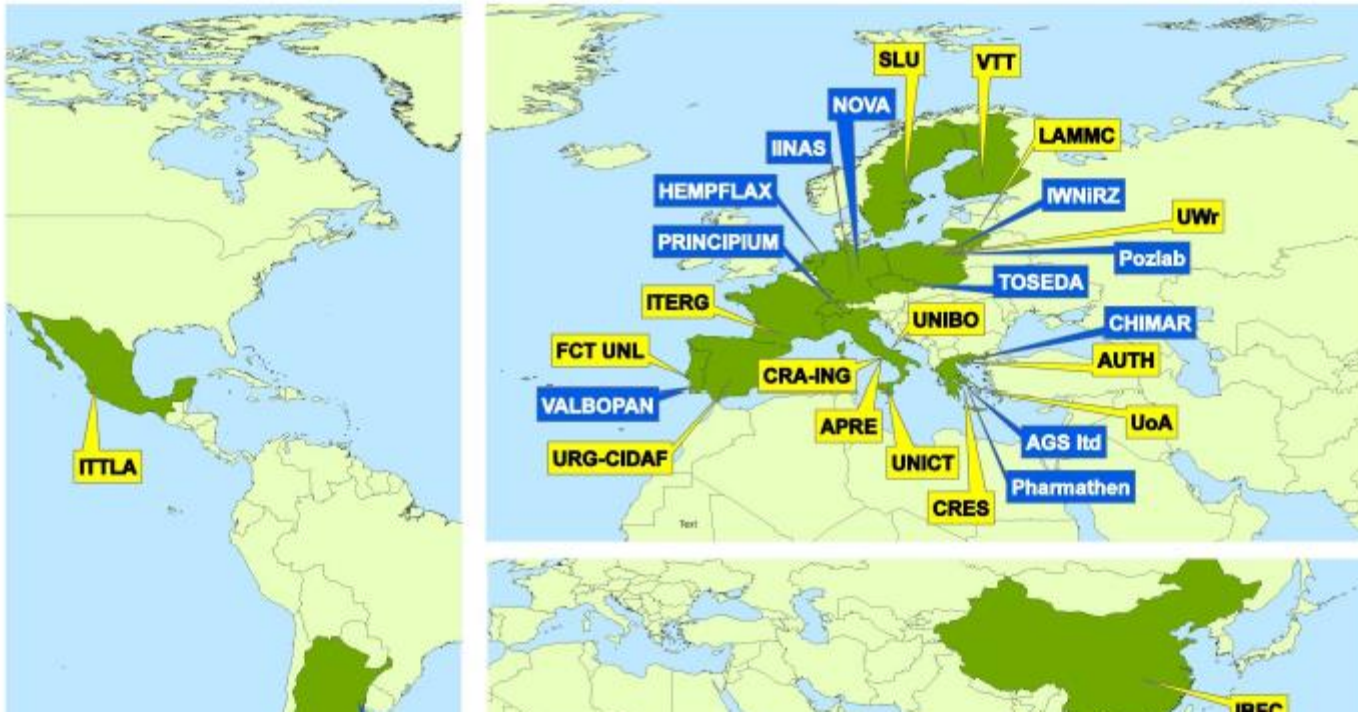 SLU
VTT
NOVA
LAMMC
IINAS
HEMPFLAX
IWNiRZ
UWr
PRINCIPIUM
Pozlab
TOSEDA
ITERG
UNIBO
CHIMAR
FCT UNL
AUTH
CRA-ING
VALBOPAN
APRE
UoA
AGS ltd
URG-CIDAF
UNICT
ITTLA
Pharmathen
CRES
Text
IBFC